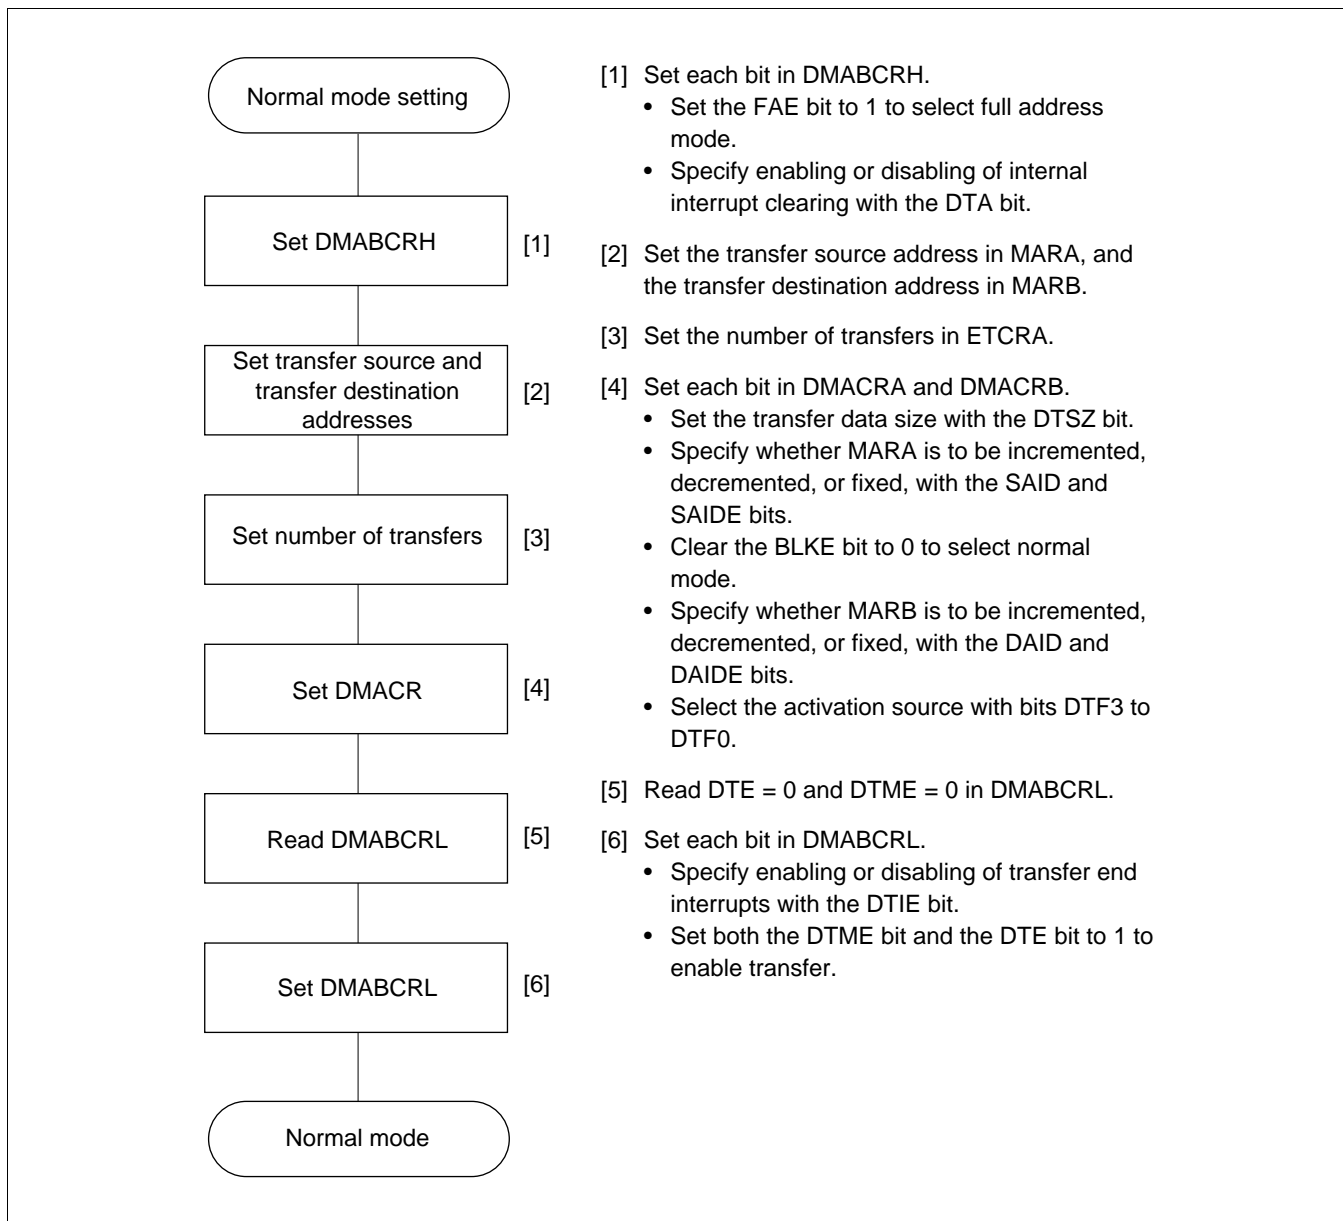 Normal mode setting
Set DMABCRH
[1]
Set transfer source and
transfer destination
addresses
[2]
Set number of transfers
[3]
Set DMACR
[4]
Read DMABCRL
[5]
Set DMABCRL
[6]
Normal mode
[1] Set each bit in DMABCRH.
• Set the FAE bit to 1 to select full address
mode.
• Specify enabling or disabling of internal
interrupt clearing with the DTA bit.
[2] Set the transfer source address in MARA, and
the transfer destination address in MARB.
[3] Set the number of transfers in ETCRA.
[4] Set each bit in DMACRA and DMACRB.
• Set the transfer data size with the DTSZ bit.
• Specify whether MARA is to be incremented,
decremented, or fixed, with the SAID and
SAIDE bits.
• Clear the BLKE bit to 0 to select normal
mode.
• Specify whether MARB is to be incremented,
decremented, or fixed, with the DAID and
DAIDE bits.
• Select the activation source with bits DTF3 to
DTF0.
[5] Read DTE = 0 and DTME = 0 in DMABCRL.
[6] Set each bit in DMABCRL.
• Specify enabling or disabling of transfer end
interrupts with the DTIE bit.
• Set both the DTME bit and the DTE bit to 1 to
enable transfer.